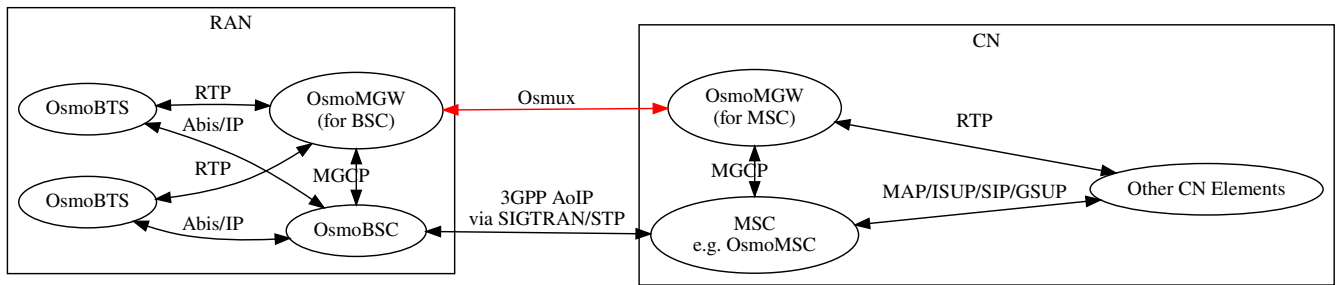 RAN
CN
OsmoBTS
RTP
OsmoMGW
(for BSC)
Osmux
OsmoMGW
(for MSC)
Abis/IP
RTP
RTP
MGCP
MGCP
OsmoBTS
Abis/IP
OsmoBSC
3GPP AoIP
via SIGTRAN/STP
MSC
e.g. OsmoMSC
MAP/ISUP/SIP/GSUP
Other CN Elements